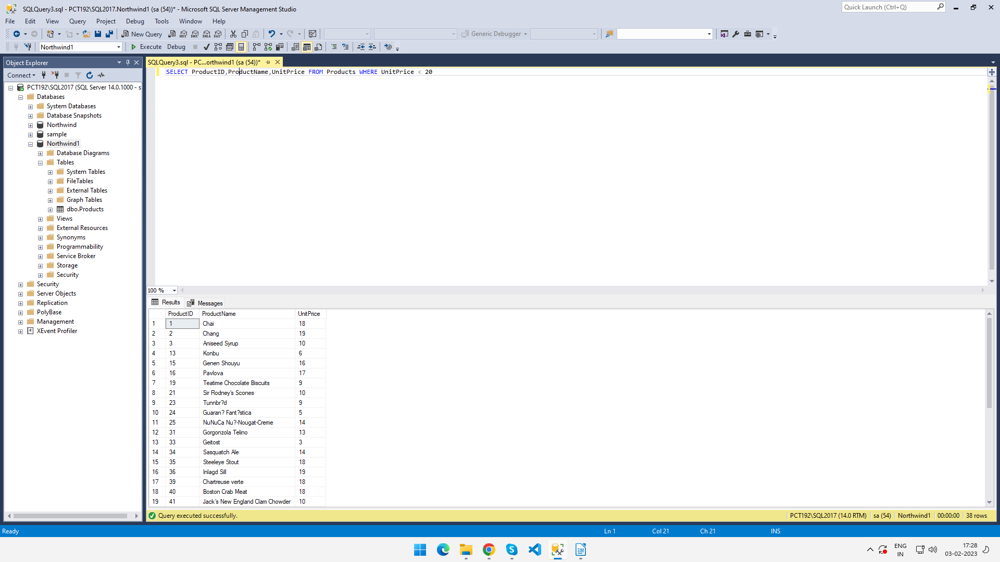 SQLQuery3.sql - PCT192\SQL2017.Northwind1 (sa (54))* - Microsoft SQL Server Management Studio
Quick Launch (Ctrl+Q)
File Edit View Query Project Debug Tools Window Help
New Query MDX DMX XMLA DAX Generic Debugger
Northwind1 Execute Debug
Object Explorer
SQLQuery3.sql - PC...orthwind1 (sa (54))*
Connect
SELECT ProductID,ProductName,UnitPrice FROM Products WHERE UnitPrice < 20
PCT192\SQL2017 (SQL Server 14.0.1000 - s
Databases
System Databases
Database Snapshots
Northwind
sample
Northwind1
Database Diagrams
Tables
System Tables
FileTables
External Tables
Graph Tables
dbo.Products
Views
External Resources
Synonyms
Programmability
Service Broker
Storage
Security
Security
Server Objects
Replication
PolyBase
Management
XEvent Profiler
100 %
Results Messages
ProductID ProductName UnitPrice
1 1 Chai 18
2 2 Chang 19
3 3 Aniseed Syrup 10
4 13 Konbu 6
5 15 Genen Shouyu 16
6 16 Pavlova 17
7 19 Teatime Chocolate Biscuits 9
8 21 Sir Rodney's Scones 10
9 23 Tunnbr?d 9
10 24 Guaran? Fant?stica 5
11 25 NuNuCa Nu?-Nougat-Creme 14
12 31 Gorgonzola Telino 13
13 33 Geitost 3
14 34 Sasquatch Ale 14
15 35 Steeleye Stout 18
16 36 Inlagd Sill 19
17 39 Chartreuse verte 18
18 40 Boston Crab Meat 18
19 41 Jack's New England Clam Chowder 10
Query executed successfully.
PCT192\SQL2017 (14.0 RTM) sa (54) Northwind1 00:00:00 38 rows
Ready Ln 1 Col 21 Ch 21 INS
ENG
IN
17:28
03-02-2023